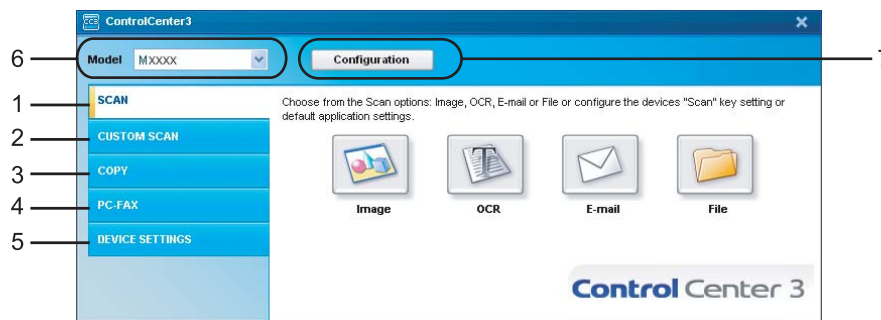 CCB ControlCenter3
6 Model MXXXX Configuration
1 SCAN
Choose from the Scan options: Image, OCR, E-mail or File or configure the devices "Scan" key setting or
default application settings.
2 CUSTOM SCAN
3 COPY
4 PC-FAX
Image OCR E-mail File
5 DEVICE SETTINGS
Control Center 3